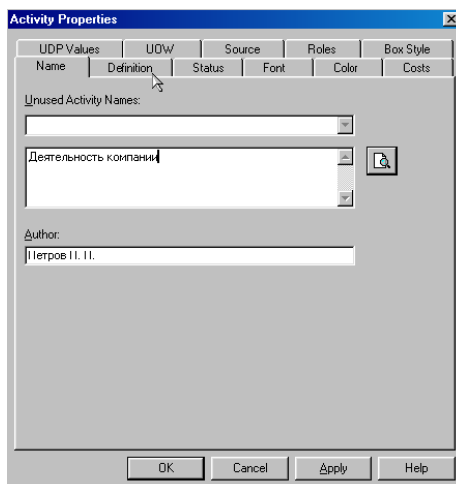 Activity Properties
UDP Values UOW Source Roles Box Style
Name Definition Status Font Color Costs
Unused Activity Names:
Деятельность компании
Author:
Петров П. П.
OK Cancel Apply Help